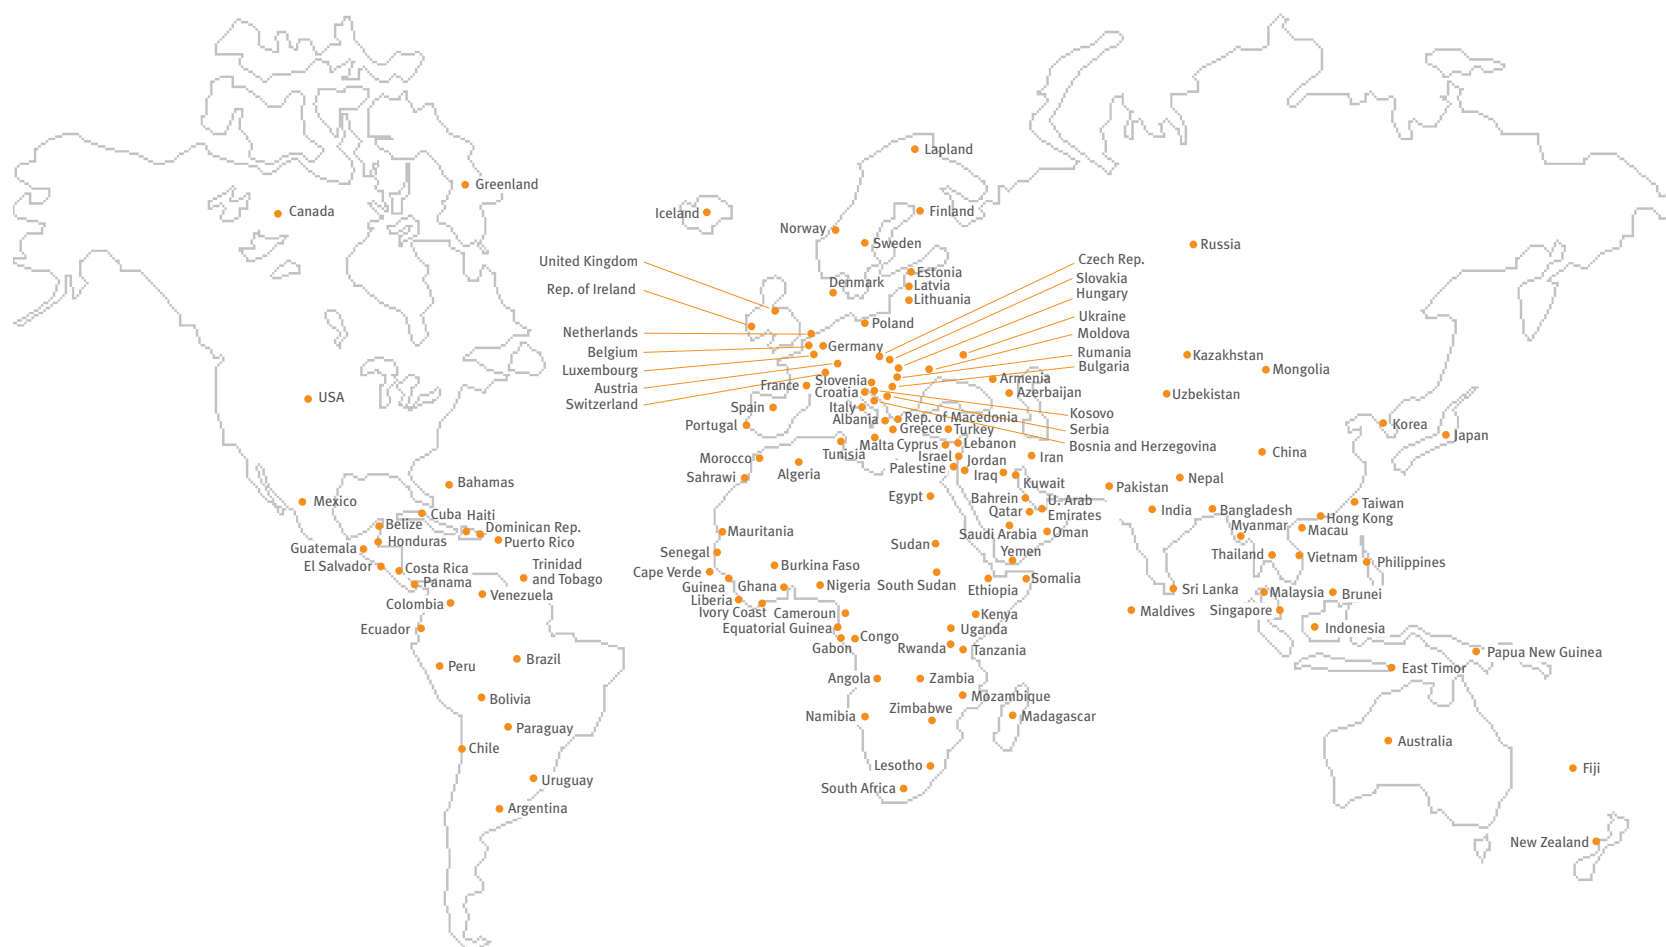 Lapland
Greenland
Canada
Iceland
Finland
Norway
Sweden
Russia
United Kingdom
Czech Rep.
Estonia
Slovakia
Denmark
Latvia
Rep. of Ireland
Hungary
Lithuania
Ukraine
Poland
Netherlands
Moldova
Germany
Belgium
Rumania
Kazakhstan
Luxembourg
Bulgaria
Mongolia
Austria
Slovenia
Armenia
France
Croatia
Azerbaijan
Uzbekistan
USA
Switzerland
Spain
Italy
Kosovo
Portugal
Albania
Rep. of Macedonia
Korea
Greece
Turkey
Serbia
Japan
Malta
Cyprus
Lebanon
Bosnia and Herzegovina
Tunisia
Israel
Iran
China
Morocco
Algeria
Palestine
Jordan
Sahrawi
Iraq
Kuwait
Nepal
Bahamas
Pakistan
Mexico
Egypt
Bahrain
U. Arab
Emirates
Qatar
India
Bangladesh
Taiwan
Cuba
Haiti
Belize
Dominican Rep.
Hong Kong
Mauritania
Saudi Arabia
Oman
Myanmar
Macau
Honduras
Puerto Rico
Guatemala
Sudan
Senegal
Yemen
Thailand
Vietnam
El Salvador
Costa Rica
Trinidad
and Tobago
Cape Verde
Burkina Faso
Philippines
Panama
Guinea
Ghana
Nigeria
South Sudan
Ethiopia
Somalia
Venezuela
Sri Lanka
Malaysia
Brunei
Colombia
Liberia
Ivory Coast
Cameroun
Kenya
Maldives
Singapore
Ecuador
Equatorial Guinea
Congo
Uganda
Indonesia
Gabon
Rwanda
Tanzania
Papua New Guinea
Peru
Brazil
East Timor
Angola
Zambia
Bolivia
Mozambique
Namibia
Zimbabwe
Madagascar
Paraguay
Chile
Australia
Lesotho
Fiji
Uruguay
South Africa
Argentina
New Zealand